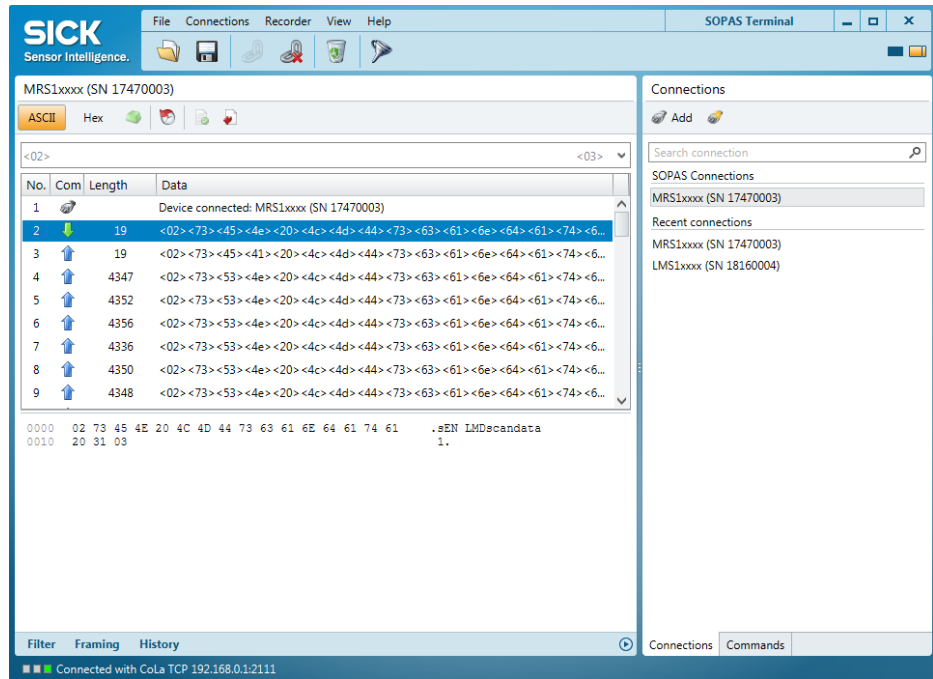 SICK
Sensor Intelligence.
File Connections Recorder View Help
SOPAS Terminal
MRS1xxxx (SN 17470003)
ASCII Hex
<02> <03>
No. Com Length Data
1 Device connected: MRS1xxxx (SN 17470003)
2 19 <02><73><45><4e><20><4c><4d><44><73><63><61><6e><64><61><74><6...
3 19 <02><73><45><41><20><4c><4d><44><73><63><61><6e><64><61><74><6...
4 4347 <02><73><53><4e><20><4c><4d><44><73><63><61><6e><64><61><74><6...
5 4352 <02><73><53><4e><20><4c><4d><44><73><63><61><6e><64><61><74><6...
6 4356 <02><73><53><4e><20><4c><4d><44><73><63><61><6e><64><61><74><6...
7 4336 <02><73><53><4e><20><4c><4d><44><73><63><61><6e><64><61><74><6...
8 4350 <02><73><53><4e><20><4c><4d><44><73><63><61><6e><64><61><74><6...
9 4348 <02><73><53><4e><20><4c><4d><44><73><63><61><6e><64><61><74><6...
0000 02 73 45 4E 20 4C 4D 44 73 63 61 6E 64 61 74 61 .sEN LMDscandata
0010 20 31 03 1.
Filter Framing History
Connected with CoLa TCP 192.168.0.1:2111
Connections
Add
Search connection
SOPAS Connections
MRS1xxxx (SN 17470003)
Recent connections
MRS1xxxx (SN 17470003)
LMS1xxxx (SN 18160004)
Connections Commands